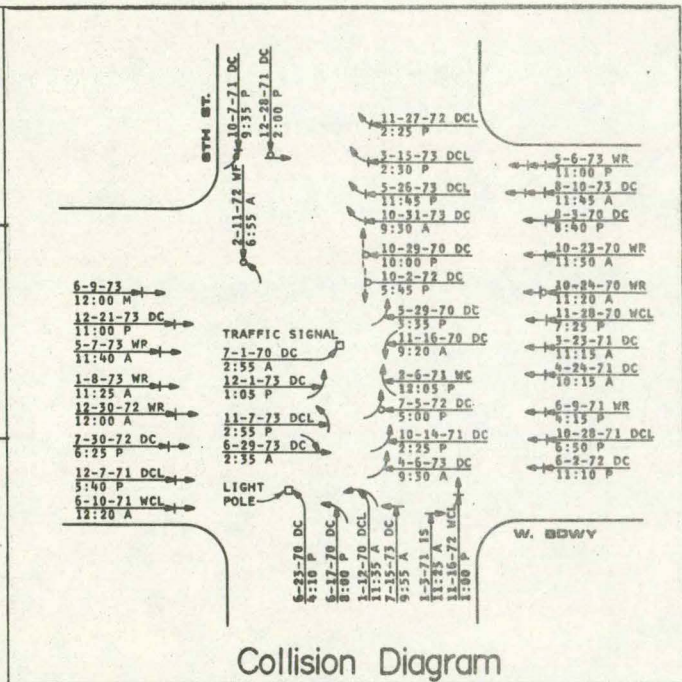 8TH ST.
10-7-71 DC
9:35 P
12-28-71 DC
2:00 P
2-11-72 WF
6:55 A
11-27-72 DCL
2:25 P
3-15-73 DCL
2:30 P
5-26-73 DCL
11:45 P
10-31-73 DC
9:30 A
10-29-70 DC
10:00 P
10-2-72 DC
5:45 P
5-29-70 DC
3:35 P
11-16-70 DC
9:20 A
2-6-71 WC
12:05 P
7-5-72 DC
5:00 P
10-14-71 DC
2:25 P
4-6-73 DC
9:30 A
5-6-73 WR
11:00 P
8-10-73 DC
11:45 A
8-3-70 DC
8:40 P
10-23-70 WR
11:50 A
10-24-70 WR
11:20 A
11-28-70 WCL
7:25 P
3-23-71 DC
11:15 A
4-24-71 DC
10:15 A
6-9-71 WR
4:15 P
10-28-71 DCL
6:50 P
6-2-72 DC
11:10 P
6-9-73
12:00 M
12-21-73 DC
11:00 P
5-7-73 WR
11:40 A
1-8-73 WR
11:25 A
12-30-72 WR
12:00 A
7-30-72 DC
6:25 P
12-7-71 DCL
5:40 P
6-10-71 WCL
12:20 A
TRAFFIC SIGNAL
7-1-70 DC
2:55 A
12-1-73 DC
1:05 P
11-7-73 DCL
2:55 P
6-29-73 DC
2:35 A
LIGHT
POLE
6-23-70 DC
4:10 P
6-17-70 DC
8:00 P
1-12-70 DCL
11:35 A
7-15-73 DC
9:55 A
1-3-71 IS
11:25 A
11-16-72 WCL
1:00 P
W. BDWY
Collision Diagram